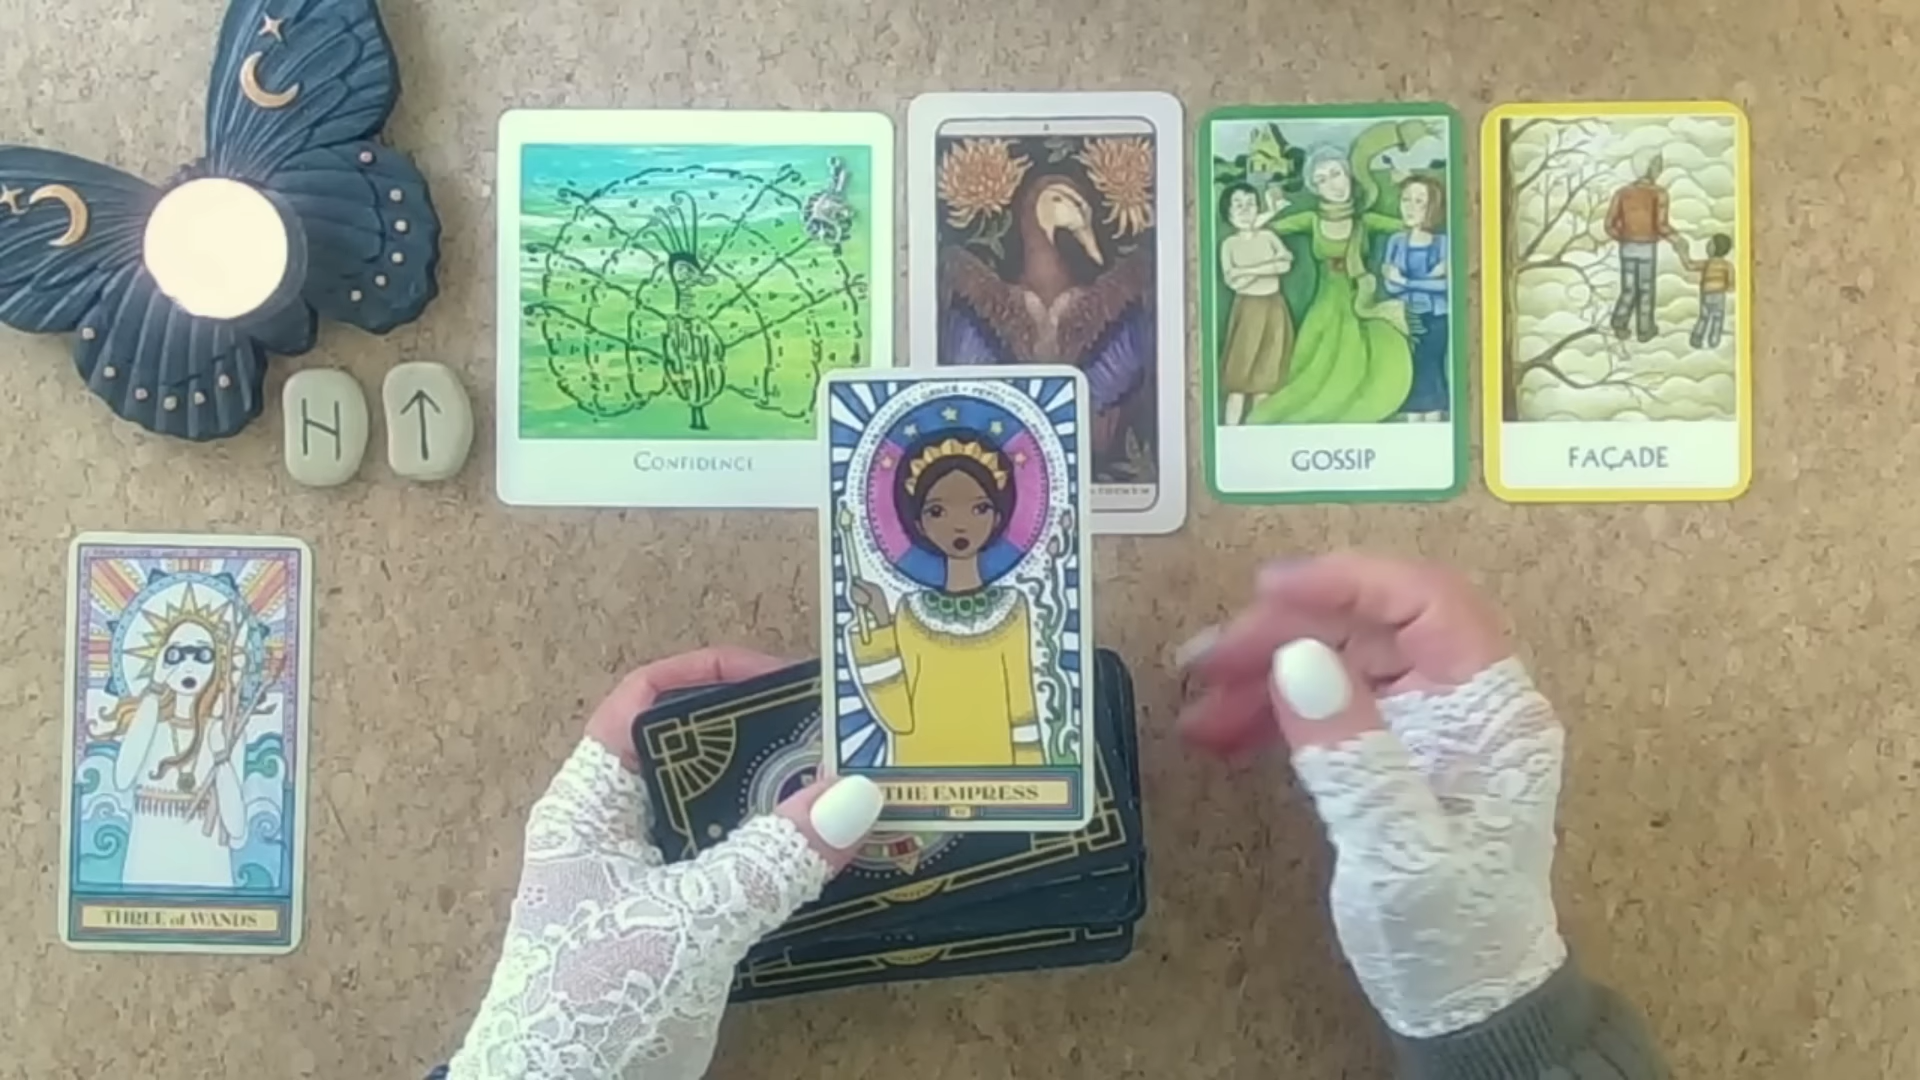 CONFIDENCE
GOSSIP
FAÇADE
THE EMPRESS
THREE of WANDS